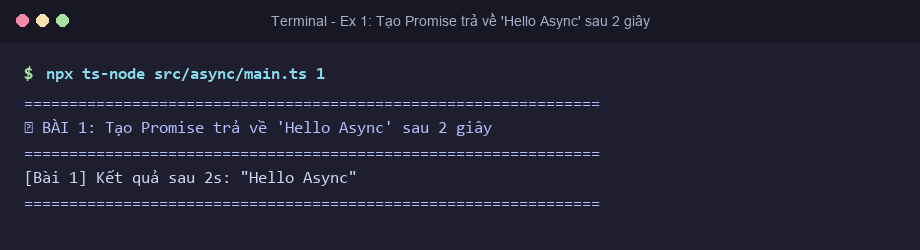 Terminal - Ex 1: Tạo Promise trả về 'Hello Async' sau 2 giây
$ npx ts-node src/async/main.ts 1
================================================================
BÀI 1: Tạo Promise trả về 'Hello Async' sau 2 giây
================================================================
[Bài 1] Kết quả sau 2s: "Hello Async"
================================================================